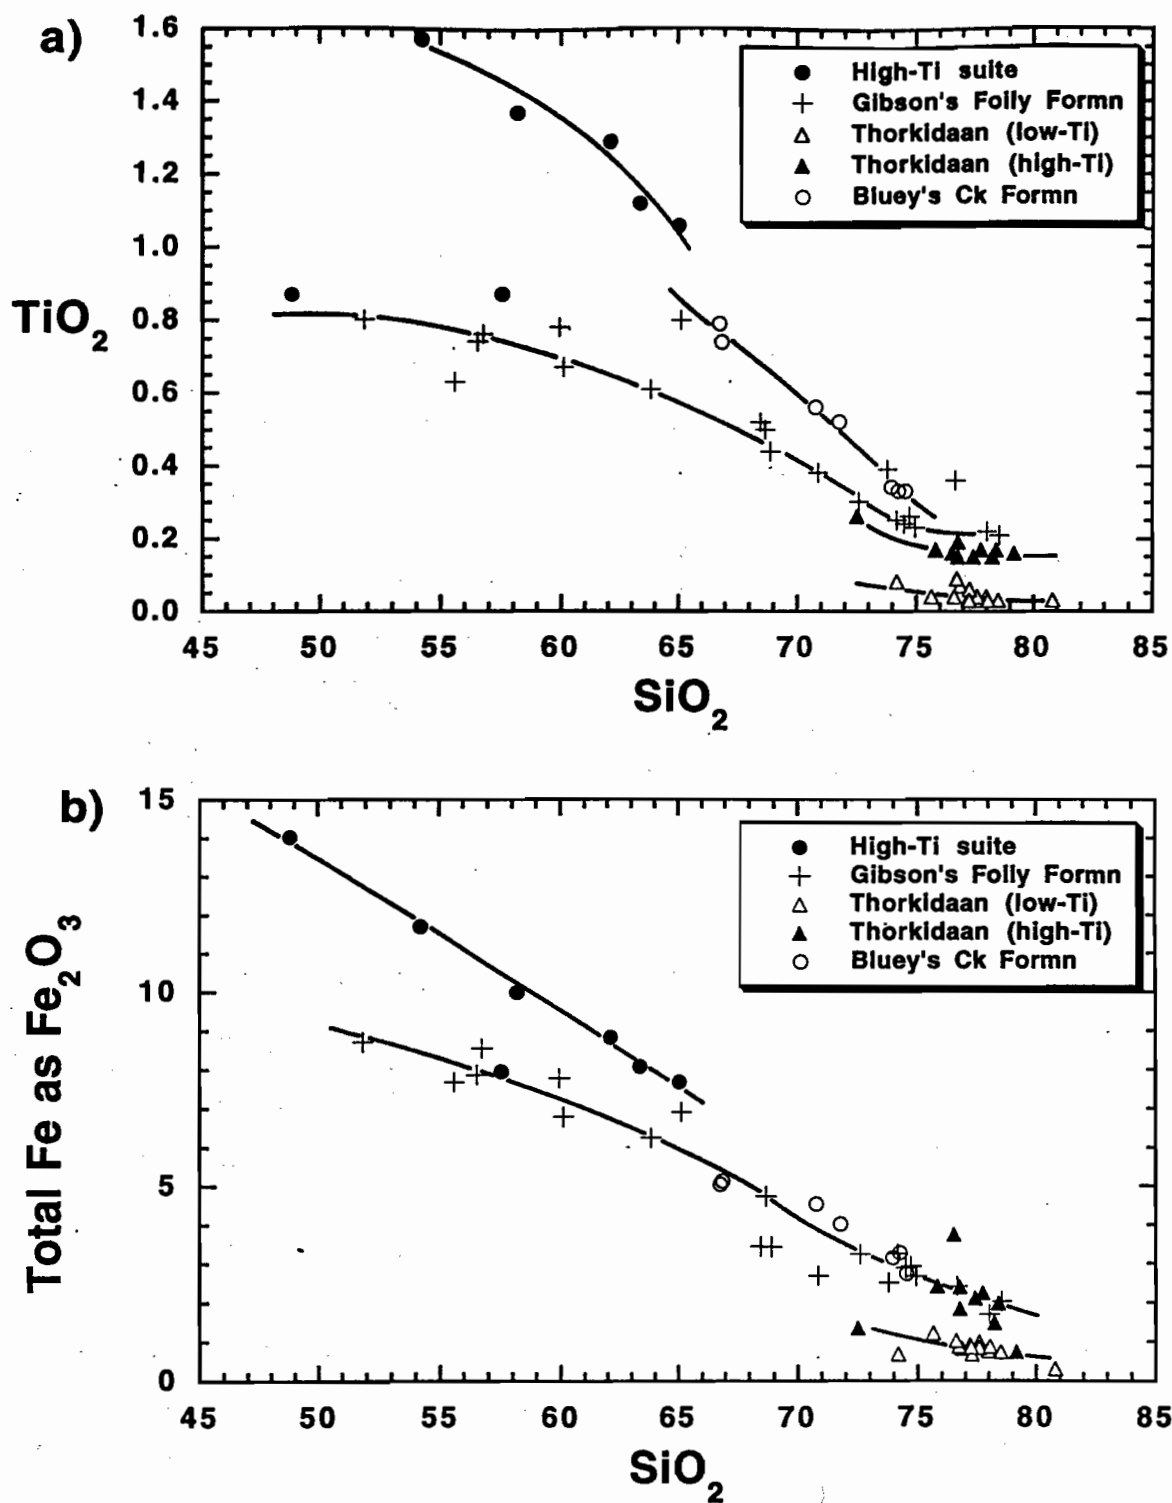 a)
1.6
1.4
1.2
1.0
0.8
0.6
0.4
0.2
0.0
TiO2
High-Ti suite
Gibson's Folly Formn
Thorkidaan (low-Ti)
Thorkidaan (high-Ti)
Bluey's Ck Formn
45 50 55 60 65 70 75 80 85
SiO2
b)
15
10
5
0
Total Fe as Fe2O3
High-Ti suite
Gibson's Folly Formn
Thorkidaan (low-Ti)
Thorkidaan (high-Ti)
Bluey's Ck Formn
45 50 55 60 65 70 75 80 85
SiO2